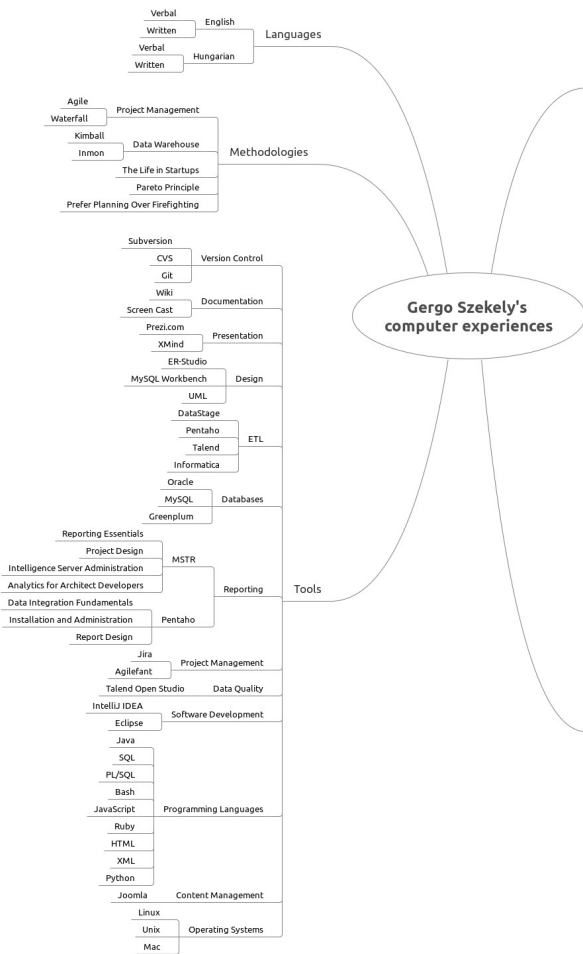 Verbal
English
Written
Languages
Verbal
Hungarian
Written
Agile
Project Management
Waterfall
Kimball
Data Warehouse
Inmon
Methodologies
The Life in Startups
Pareto Principle
Prefer Planning Over Firefighting
Gergo Szekely's
computer experiences
Subversion
CVS
Version Control
Git
Wiki
Documentation
Screen Cast
Prezi.com
Presentation
XMind
ER-Studio
MySQL Workbench
Design
UML
DataStage
Pentaho
ETL
Talend
Informatica
Oracle
MySQL
Databases
Greenplum
Reporting Essentials
Project Design
MSTR
Intelligence Server Administration
Analytics for Architect Developers
Reporting
Tools
Data Integration Fundamentals
Installation and Administration
Pentaho
Report Design
Jira
Project Management
Agilefant
Talend Open Studio
Data Quality
IntelliJ IDEA
Software Development
Eclipse
Java
SQL
PL/SQL
Bash
JavaScript
Programming Languages
Ruby
HTML
XML
Python
Joomla
Content Management
Linux
Unix
Operating Systems
Mac